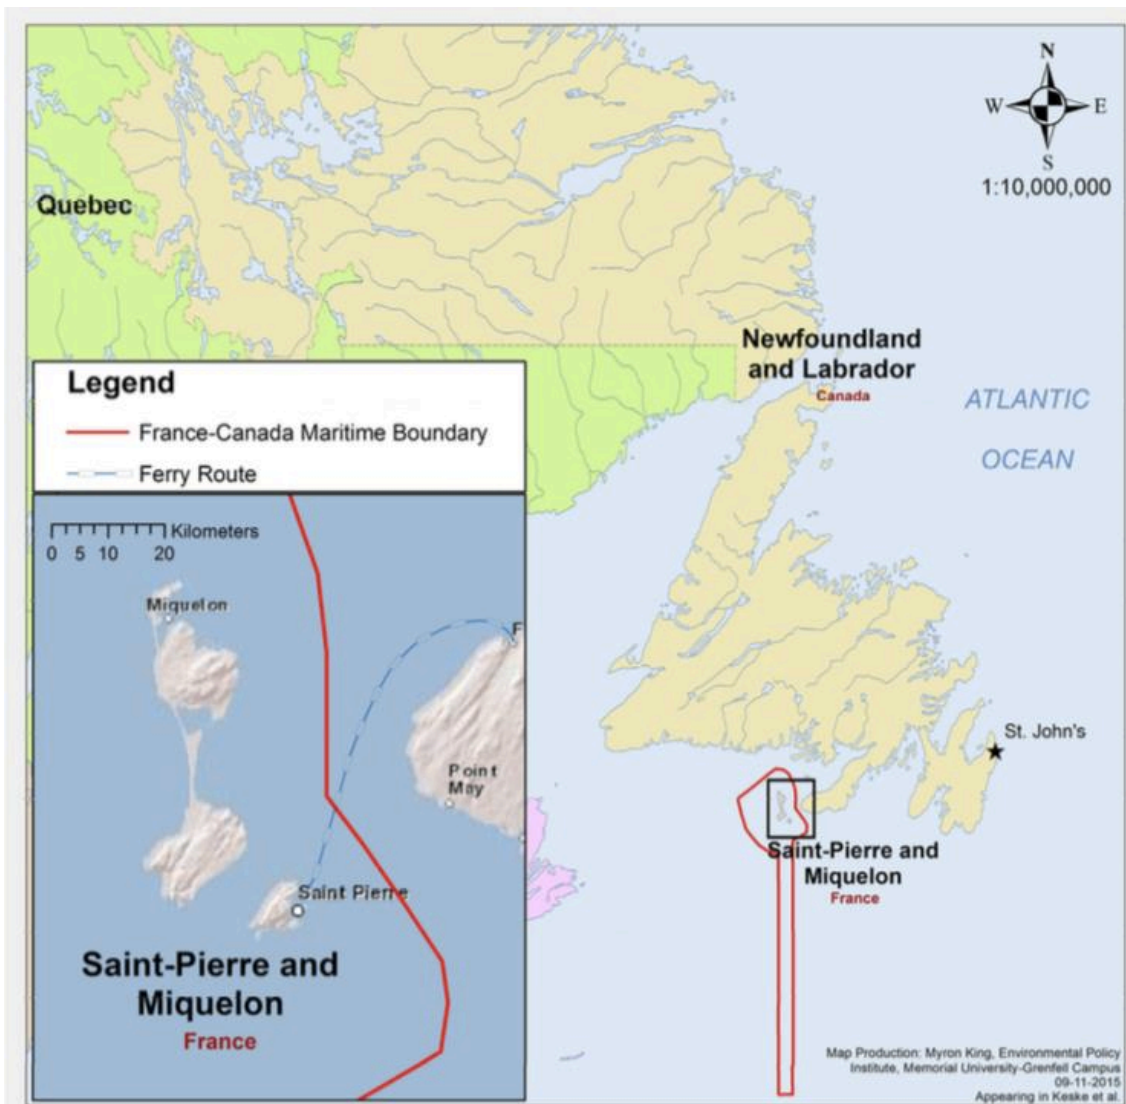 N
W E
S
1:10,000,000
Quebec
Newfoundland
and Labrador
Canada
ATLANTIC
OCEAN
Legend
France-Canada Maritime Boundary
Ferry Route
Kilometers
0 5 10 20
Miquelon
F
Point
May
Saint Pierre
Saint-Pierre and
Miquelon
France
St. John's
Saint-Pierre and
Miquelon
France
Map Production: Myron King, Environmental Policy
Institute, Memorial University-Grenfell Campus
09-11-2015
Appearing in Keske et al.